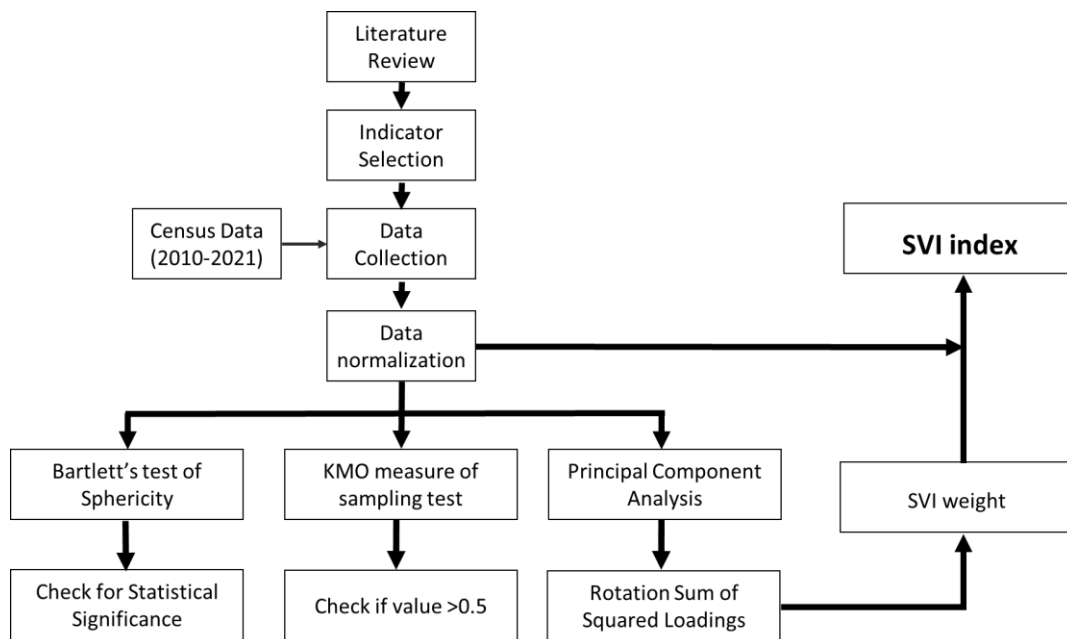 Literature
Review
Indicator
Selection
Census Data
(2010-2021)
Data
Collection
SVI index
Data
normalization
Bartlett’s test of
Sphericity
KMO measure of
sampling test
Principal Component
Analysis
SVI weight
Check for Statistical
Significance
Check if value >0.5
Rotation Sum of
Squared Loadings